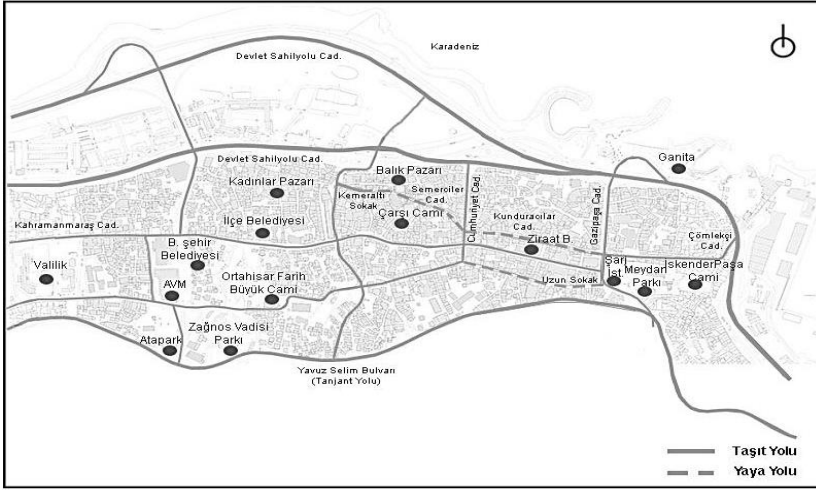 Karadeniz
Devlet Sahilyolu Cad.
Ganita
Devlet Sahilyolu Cad.
Balık Pazarı
Kadınlar Pazarı
Kemeraltı
Sokak
Semerciler
Cad.
Cumhuriyet Cad.
Kunduracılar
Cad.
Gazipaşa Cad.
Çömlekçi
Cad.
Kahramanmaraş Cad.
İlçe Belediyesi
Çarşı Cami
Ziraat B.
B. şehir
Belediyesi
Valilik
AVM
Ortahisar Farih
Büyük Cami
Uzun Sokak
Şarj
İst.
Meydan
Parkı
İskenderPaşa
Cami
Atapark
Zağnos Vadisi
Parkı
Yavuz Selim Bulvarı
(Tanjant Yolu)
Taşıt Yolu
Yaya Yolu